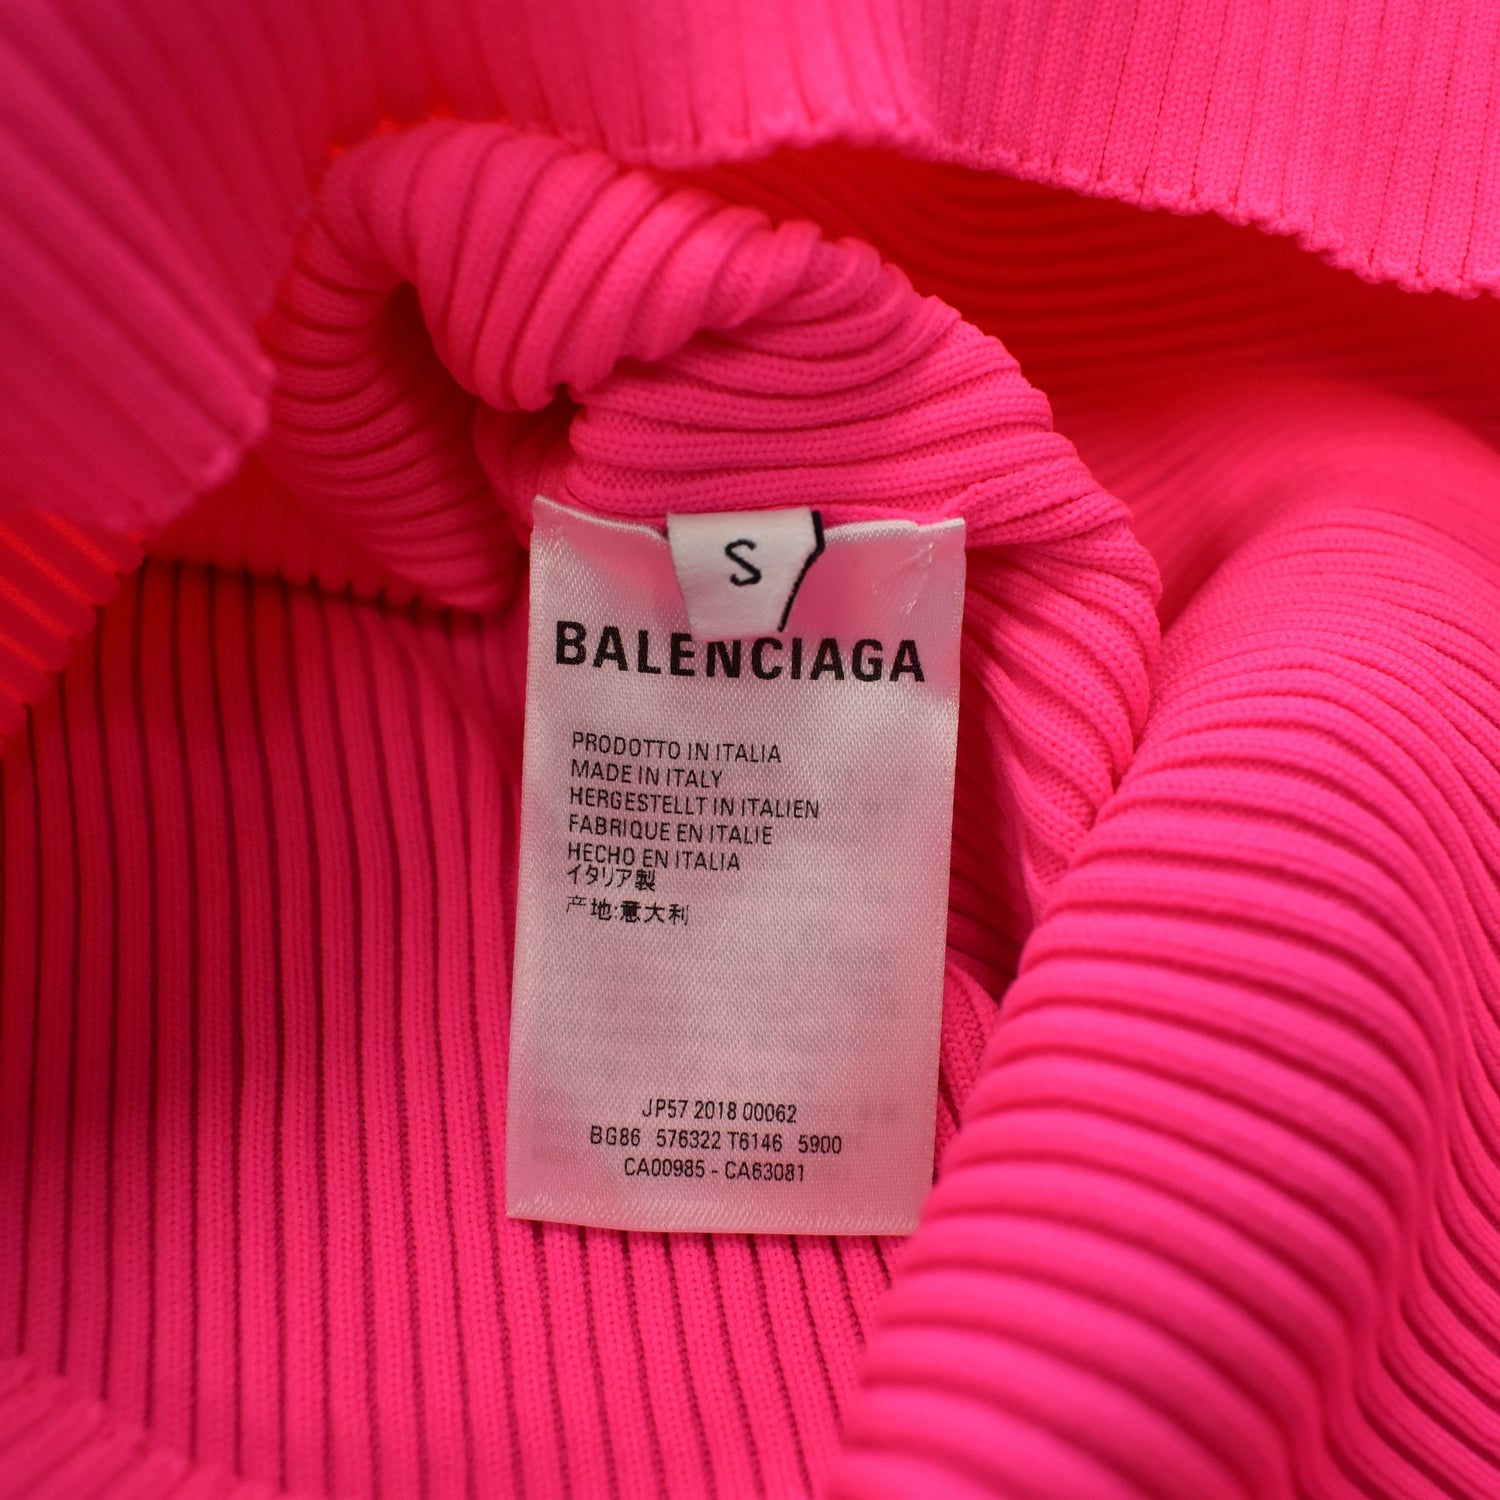 S
BALENCIAGA
PRODOTTO IN ITALIA
MADE IN ITALY
HERGESTELLT IN ITALIEN
FABRIQUE EN ITALIE
HECHO EN ITALIA
イタリア製
产地:意大利
JP57 2018 00062
BG86 576322 T6146 5900
CA00985 - CA63081